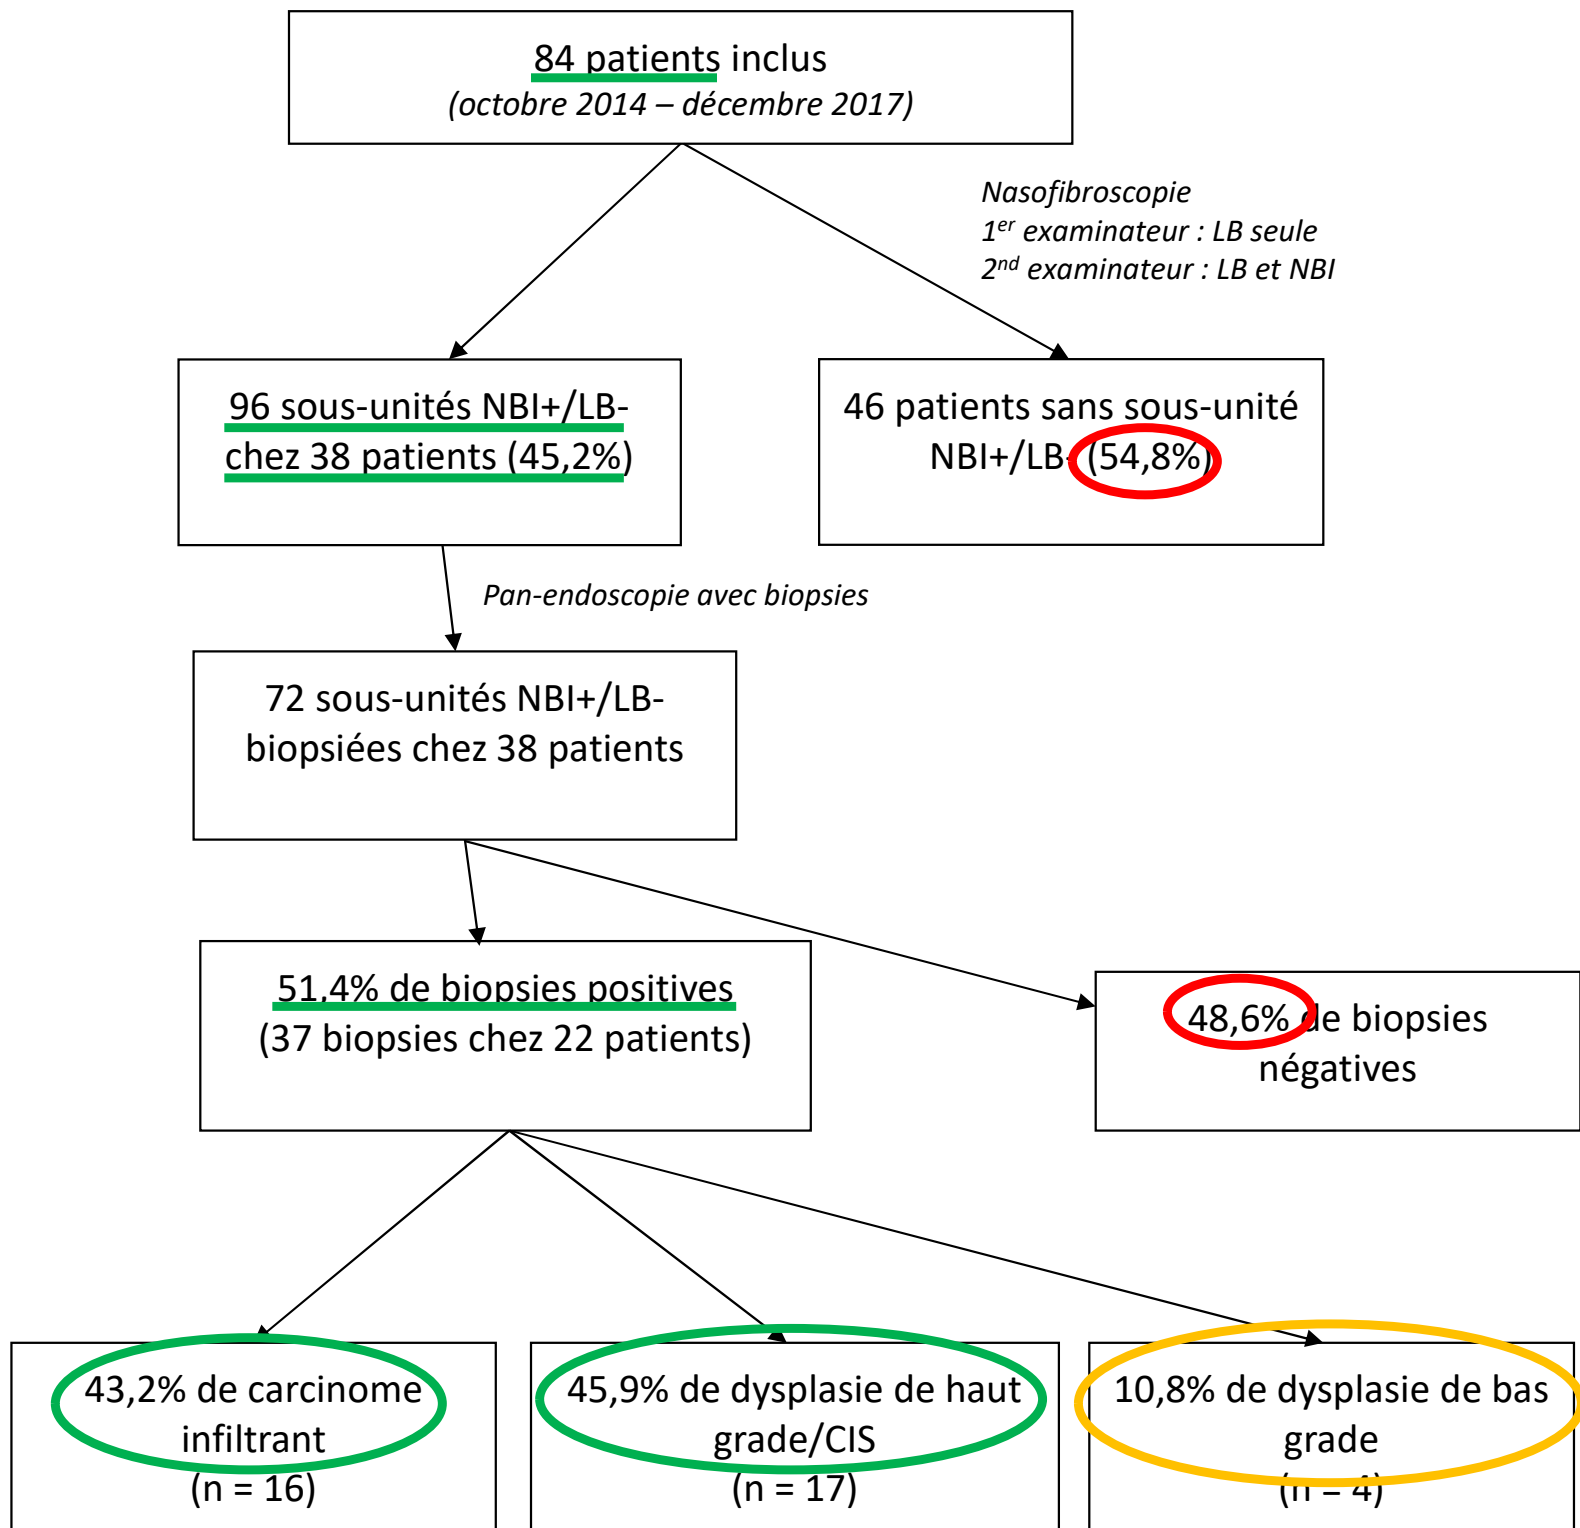 84 patients inclus
(octobre 2014 – décembre 2017)
Nasofibroscopie
1er examinateur : LB seule
2nd examinateur : LB et NBI
96 sous-unités NBI+/LB-
chez 38 patients (45,2%)
46 patients sans sous-unité
NBI+/LB- (54,8%)
Pan-endoscopie avec biopsies
72 sous-unités NBI+/LB-
biopsiées chez 38 patients
51,4% de biopsies positives
(37 biopsies chez 22 patients)
48,6% de biopsies
négatives
43,2% de carcinome
infiltrant
(n = 16)
45,9% de dysplasie de haut
grade/CIS
(n = 17)
10,8% de dysplasie de bas
grade
(n = 4)